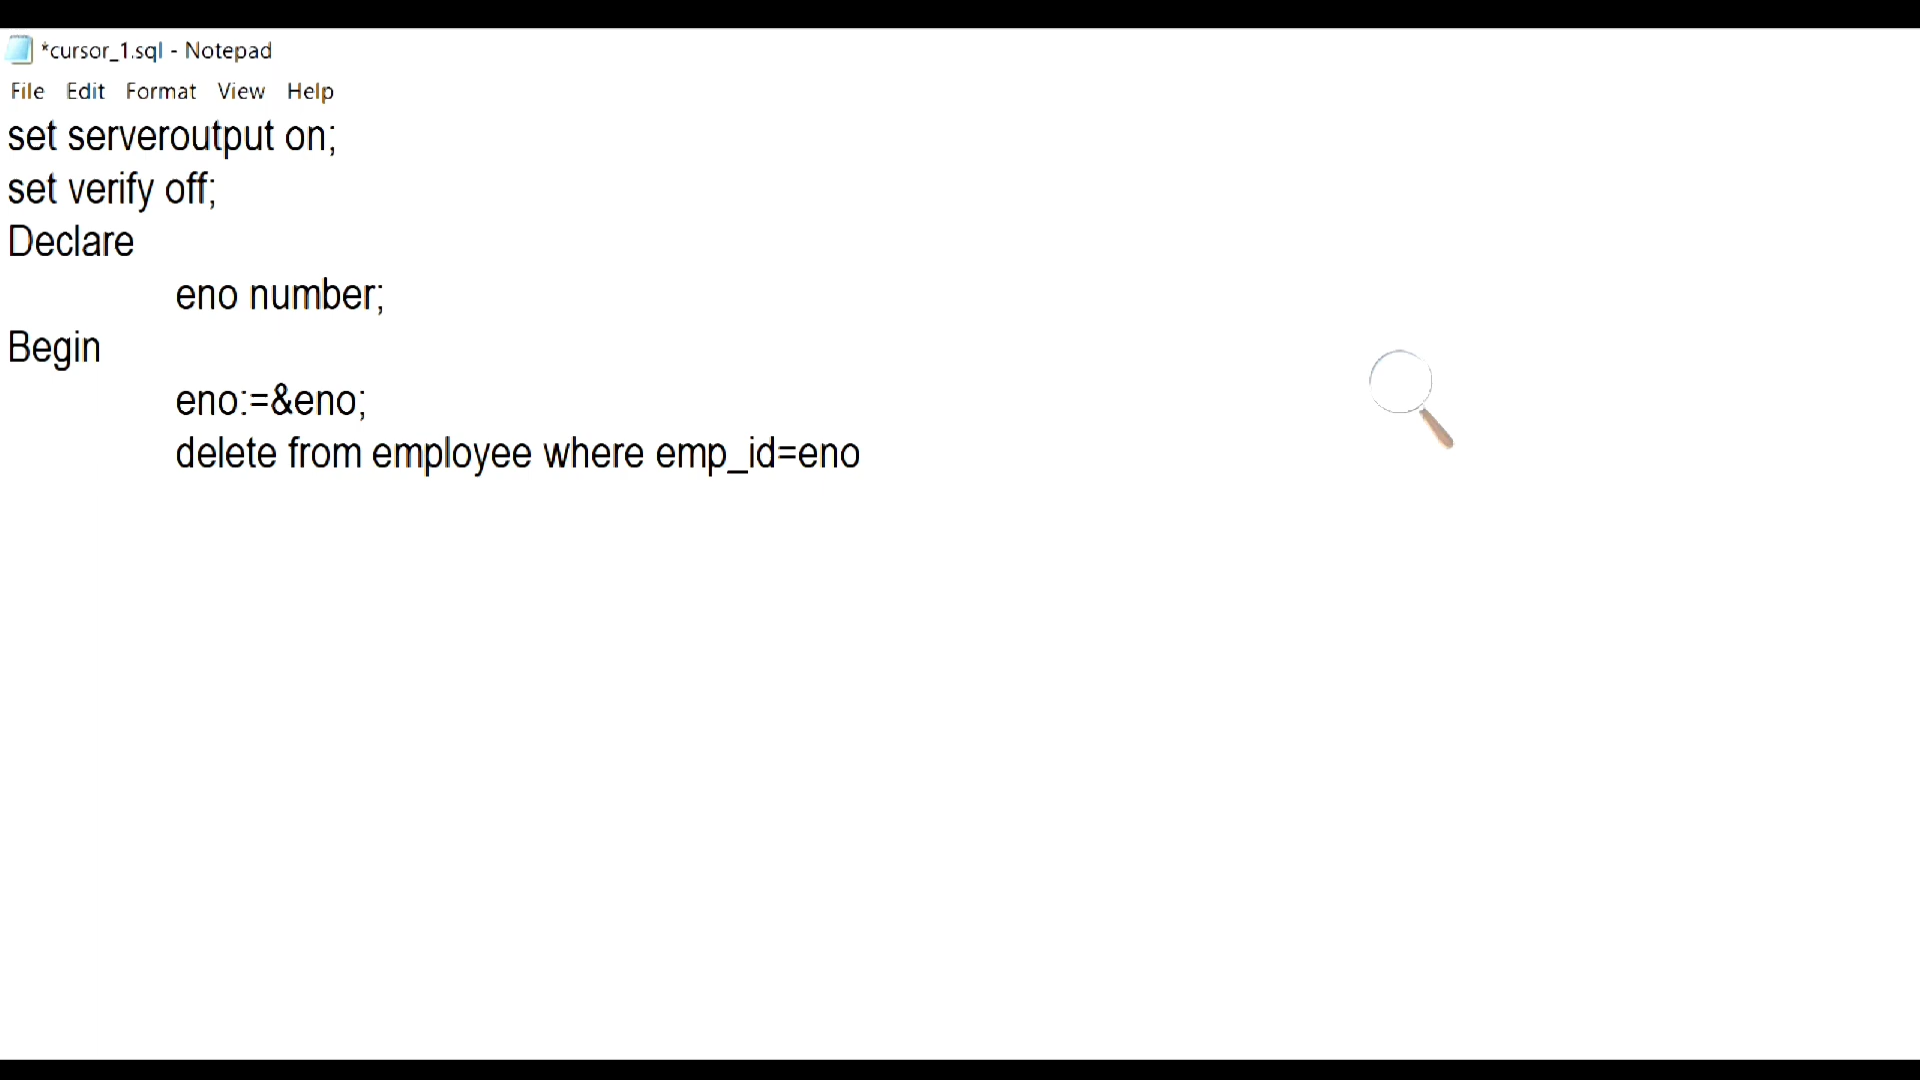 *cursor_1.sql - Notepad
File Edit Format View Help
set serveroutput on;
set verify off;
Declare
eno number;
Begin
eno:=&eno;
delete from employee where emp_id=eno